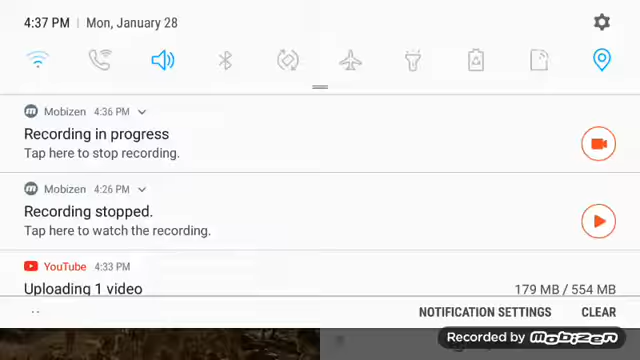 4:37 PM | Mon, January 28
Mobizen 4:36 PM
Recording in progress
Tap here to stop recording.
Mobizen 4:26 PM
Recording stopped.
Tap here to watch the recording.
YouTube 4:33 PM
Uploading 1 video 179 MB / 554 MB
NOTIFICATION SETTINGS CLEAR
Recorded by mobizen